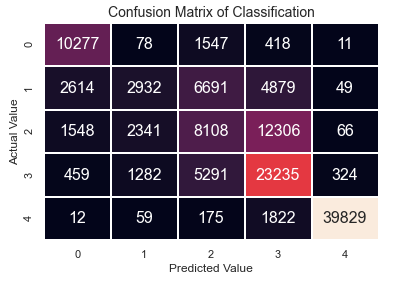 Confusion Matrix of Classification
Actual Value
0 10277 78 1547 418 11
1 2614 2932 6691 4879 49
2 1548 2341 8108 12306 66
3 459 1282 5291 23235 324
4 12 59 175 1822 39829
0 1 2 3 4
Predicted Value